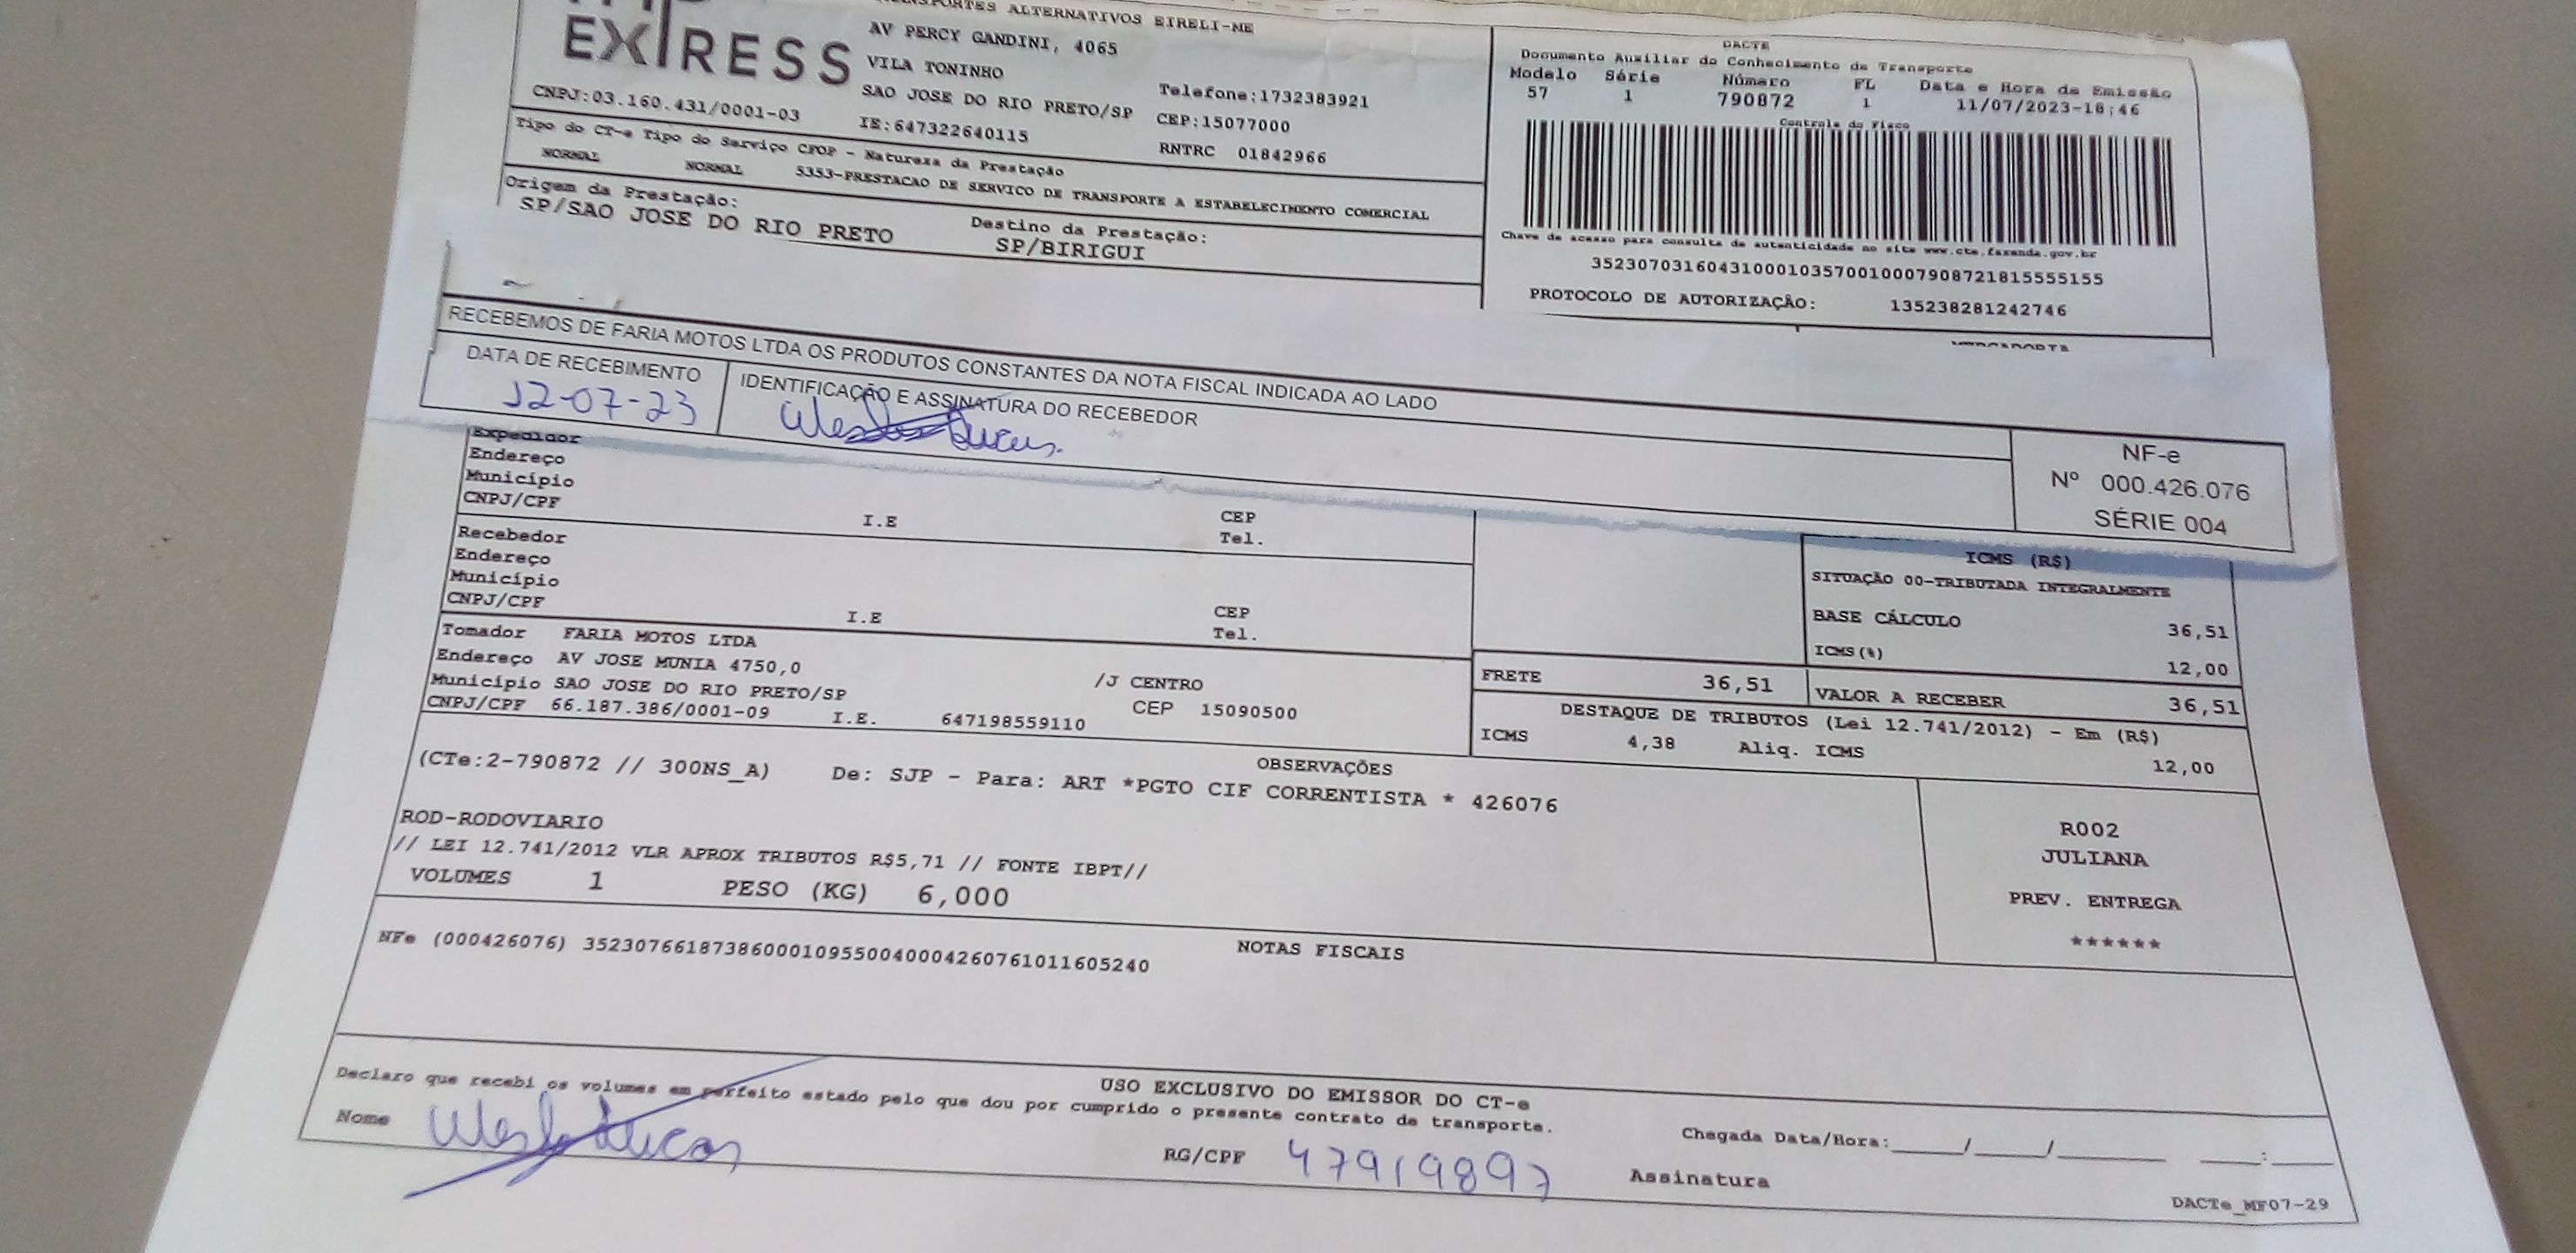 EXPRESS
TRANSPORTES ALTERNATIVOS EIRELI-ME
AV PERCY GANDINI, 4065
VILA TONINHO
SAO JOSE DO RIO PRETO/SP
Telefone:1732383921
CNPJ:03.160.431/0001-03
IE:647322640115
CEP:15077000
RNTRC 01842966
Tipo do CT-e Tipo do Serviço CFOP - Natureza da Prestação
NORMAL NORMAL 5353-PRESTACAO DE SERVICO DE TRANSPORTE A ESTABELECIMENTO COMERCIAL
Origem da Prestação: Destino da Prestação:
SP/SAO JOSE DO RIO PRETO SP/BIRIGUI
DACTE
Documento Auxiliar do Conhecimento de Transporte
Modelo Série Número FL Data e Hora da Emissão
57 1 790872 1 11/07/2023-18:46
Controle do Fisco
Chave de acesso para consulta de autenticidade no site www.cte.fazenda.gov.br
35230703160431000103570010007908721815555155
PROTOCOLO DE AUTORIZAÇÃO: 135238281242746
MERCADORIA
RECEBEMOS DE FARIA MOTOS LTDA OS PRODUTOS CONSTANTES DA NOTA FISCAL INDICADA AO LADO
DATA DE RECEBIMENTO IDENTIFICAÇÃO E ASSINATURA DO RECEBEDOR
12-07-23 Lucas
NF-e
Nº 000.426.076
SÉRIE 004
Expedidor
Endereço
Município
CNPJ/CPF I.E CEP
Tel.
Recebedor
Endereço
Município
CNPJ/CPF I.E CEP
Tel.
Tomador FARIA MOTOS LTDA
Endereço AV JOSE MUNIA 4750,0 /J CENTRO
Município SAO JOSE DO RIO PRETO/SP CEP 15090500
CNPJ/CPF 66.187.386/0001-09 I.E. 647198559110
ICMS (R$)
SITUAÇÃO 00-TRIBUTADA INTEGRALMENTE
BASE CÁLCULO 36,51
ICMS(%) 12,00
FRETE 36,51 VALOR A RECEBER 36,51
DESTAQUE DE TRIBUTOS (Lei 12.741/2012) - Em (R$)
ICMS 4,38 Aliq. ICMS 12,00
OBSERVAÇÕES
(CTe:2-790872 // 300NS_A) De: SJP - Para: ART *PGTO CIF CORRENTISTA * 426076
ROD-RODOVIARIO
// LEI 12.741/2012 VLR APROX TRIBUTOS R$5,71 // FONTE IBPT//
VOLUMES 1 PESO (KG) 6,000
R002
JULIANA
PREV. ENTREGA
******
NOTAS FISCAIS
NFe (000426076) 35230766187386000109550040004260761011605240
USO EXCLUSIVO DO EMISSOR DO CT-e
Declaro que recebi os volumes em perfeito estado pelo que dou por cumprido o presente contrato de transporte.
Nome Lucas RG/CPF 47919897 Chegada Data/Hora:_____/_____/_______ ____:____
Assinatura
DACTe_MF07-29